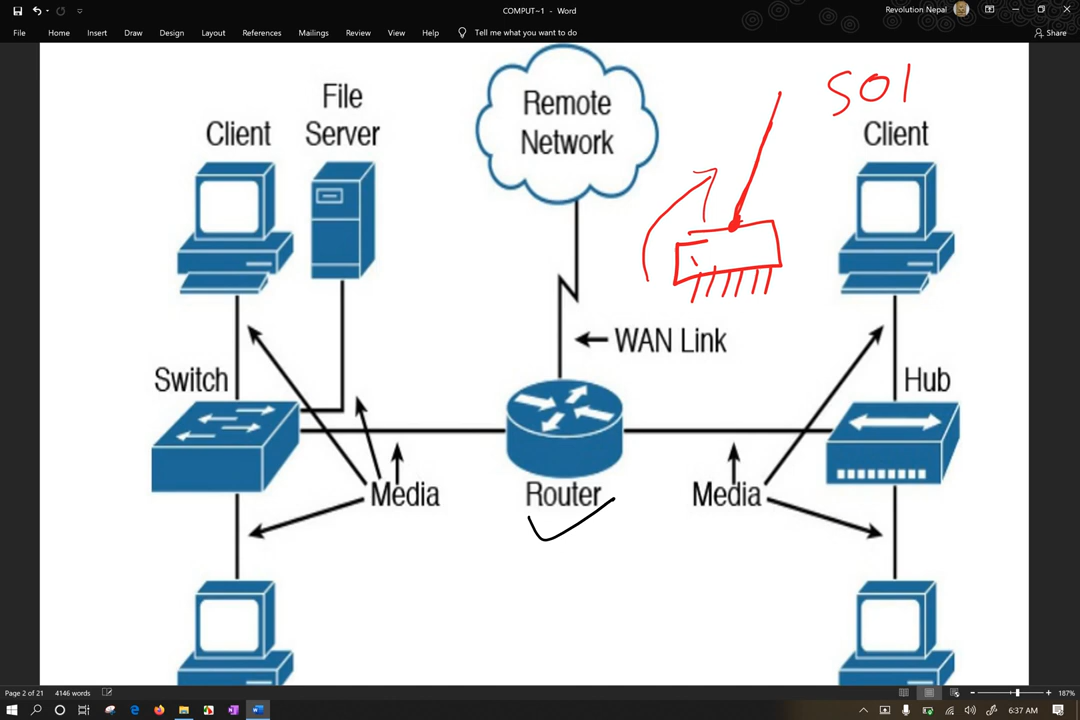 COMPUT~1 - Word
Revolution Nepal
File Home Insert Draw Design Layout References Mailings Review View Help Tell me what you want to do
Share
File
Server
Client
Remote
Network
Client
WAN Link
Switch
Hub
Media
Router
Media
Page 2 of 21 4146 words
187%
6:37 AM